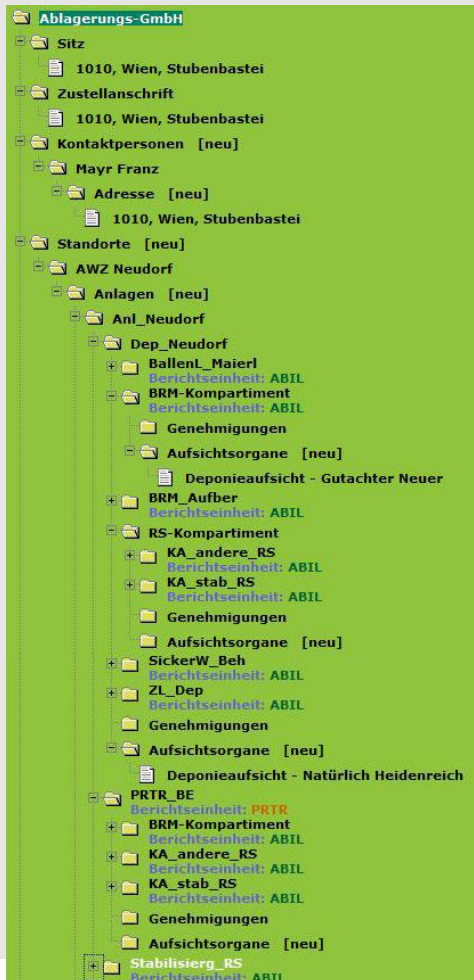 Ablagerungs-GmbH
Sitz
1010, Wien, Stubenbastei
Zustellanschrift
1010, Wien, Stubenbastei
Kontaktpersonen [neu]
Mayr Franz
Adresse [neu]
1010, Wien, Stubenbastei
Standorte [neu]
AWZ Neudorf
Anlagen [neu]
Anl_Neudorf
Dep_Neudorf
BallenL_Maierl
Berichtseinheit: ABIL
BRM-Kompartiment
Berichtseinheit: ABIL
Genehmigungen
Aufsichtsorgane [neu]
Deponieaufsicht - Gutachter Neuer
BRM_Aufber
Berichtseinheit: ABIL
RS-Kompartiment
KA_andere_RS
Berichtseinheit: ABIL
KA_stab_RS
Berichtseinheit: ABIL
Genehmigungen
Aufsichtsorgane [neu]
SickerW_Beh
Berichtseinheit: ABIL
ZL_Dep
Berichtseinheit: ABIL
Genehmigungen
Aufsichtsorgane [neu]
Deponieaufsicht - Natürlich Heidenreich
PRTR_BE
Berichtseinheit: PRTR
BRM-Kompartiment
Berichtseinheit: ABIL
KA_andere_RS
Berichtseinheit: ABIL
KA_stab_RS
Berichtseinheit: ABIL
Genehmigungen
Aufsichtsorgane [neu]
Stabilisierg_RS
Berichtseinheit: ABIL